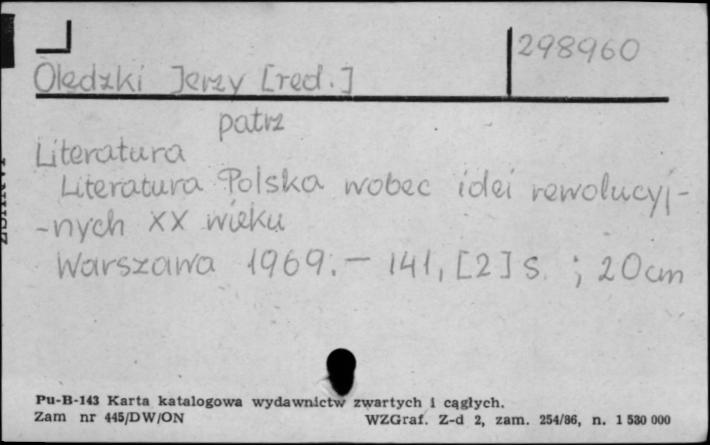 298960
Olędzki Jerzy [red.]
patrz
Literatura
Literatura Polska wobec idei rewolucyj-
-nych XX wieku
Warszawa 1969. - 141, [2] s. ; 20 cm
Pu-B-143 Karta katalogowa wydawnictw zwartych i ciągłych.
Zam nr 445/DW/ON WZGraf. Z-d 2, zam. 254/86, n. 1 530 000